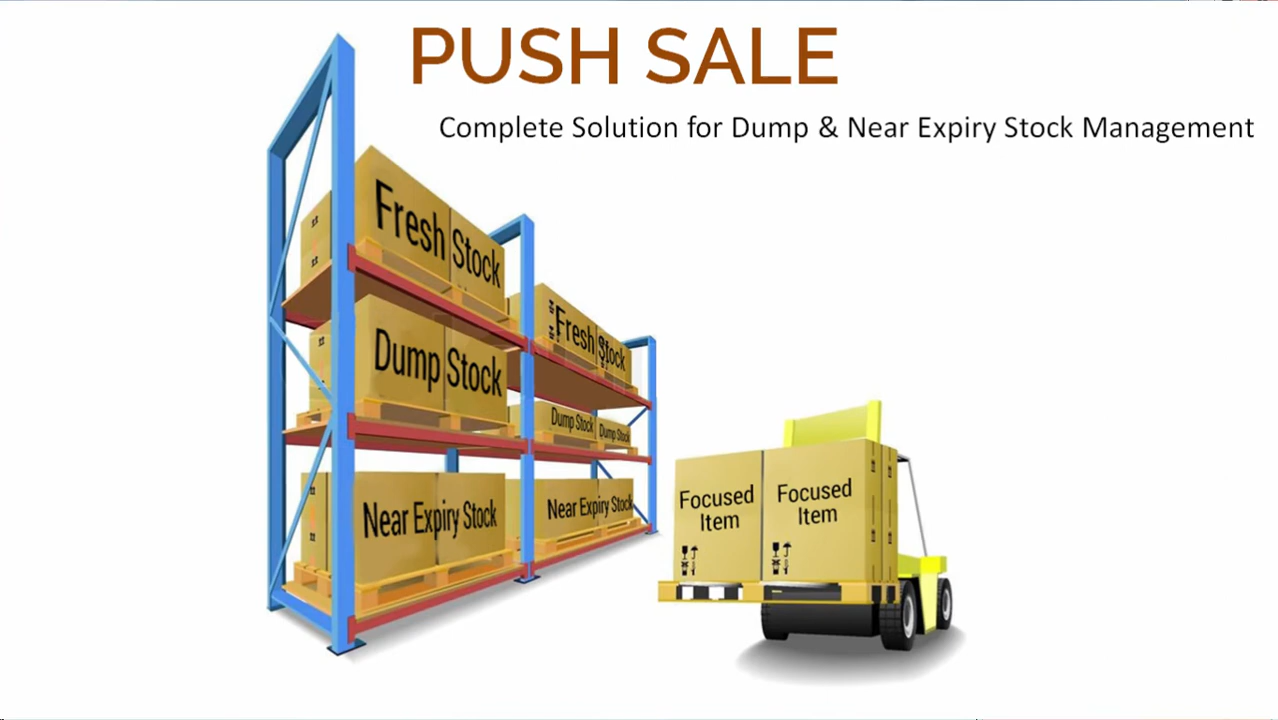 PUSH SALE
Complete Solution for Dump & Near Expiry Stock Management
Fresh Stock
Fresh Stock
Dump Stock
Dump Stock Dump Stock
Near Expiry Stock
Near Expiry Stock
Focused
Item
Focused
Item